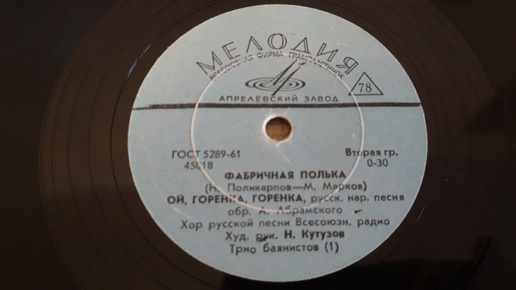 МЕЛОДИЯ
ВСЕСОЮЗНАЯ ФИРМА ГРАМПЛАСТИНОК
АПРЕЛЕВСКИЙ ЗАВОД
78
ГОСТ 5289-61
Вторая гр.
45818
0-30
ФАБРИЧНАЯ ПОЛЬКА
(Н. Поликарпов—М. Марков)
ОЙ, ГОРЕНКА, ГОРЕНКА, русск. нар. песня
обр. А. Абрамского
Хор русской песни Всесоюзн. радио
Худ. рук. Н. Кутузов
Трио баянистов (1)